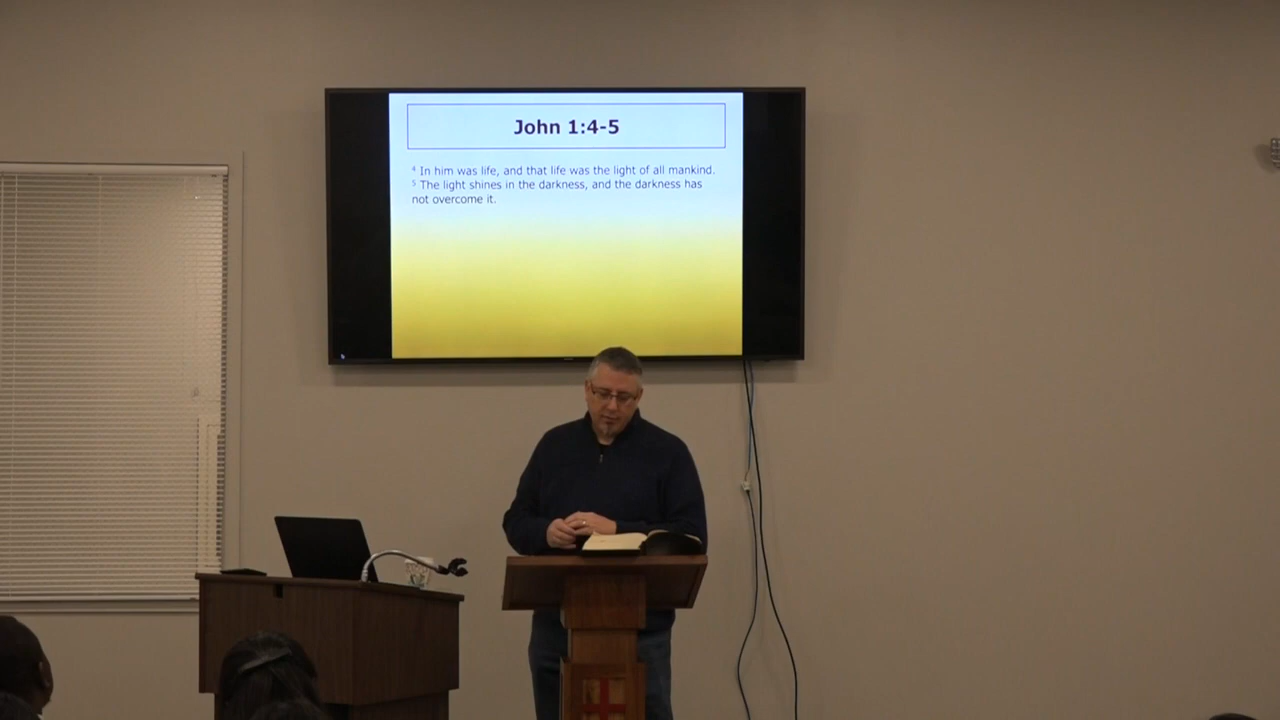 John 1:4-5
⁴ In him was life, and that life was the light of all mankind.
⁵ The light shines in the darkness, and the darkness has
not overcome it.